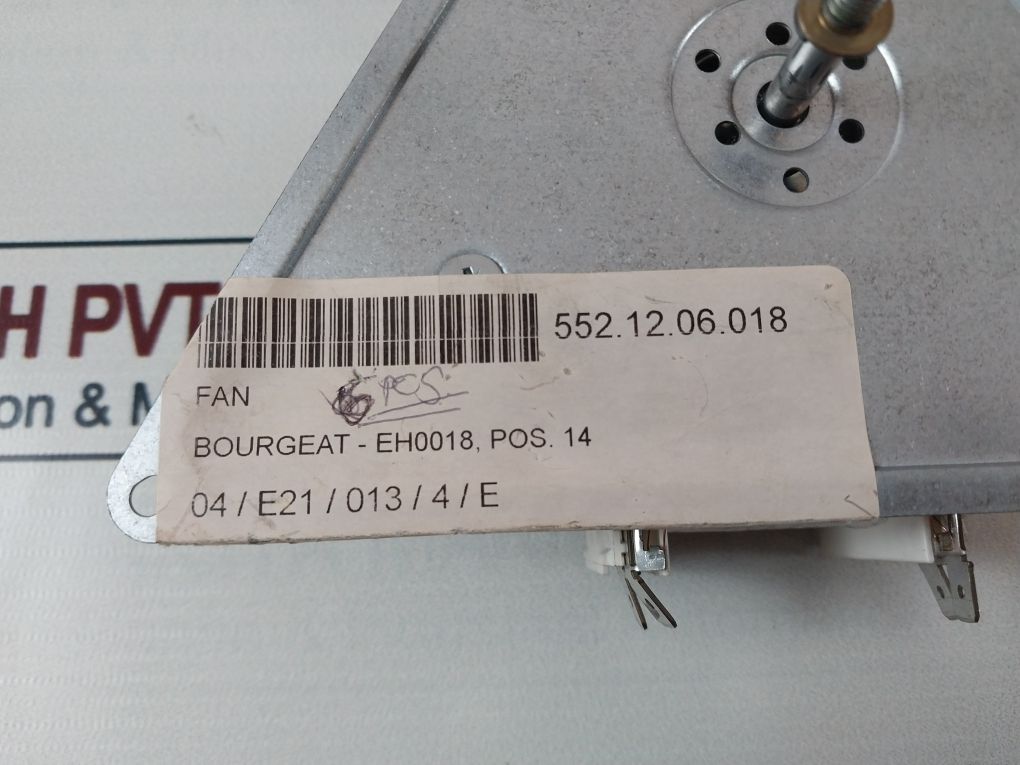 552.12.06.018
FAN
6 PCS.
BOURGEAT - EH0018, POS. 14
04 / E21 / 013 / 4 / E
H PVT
on & M